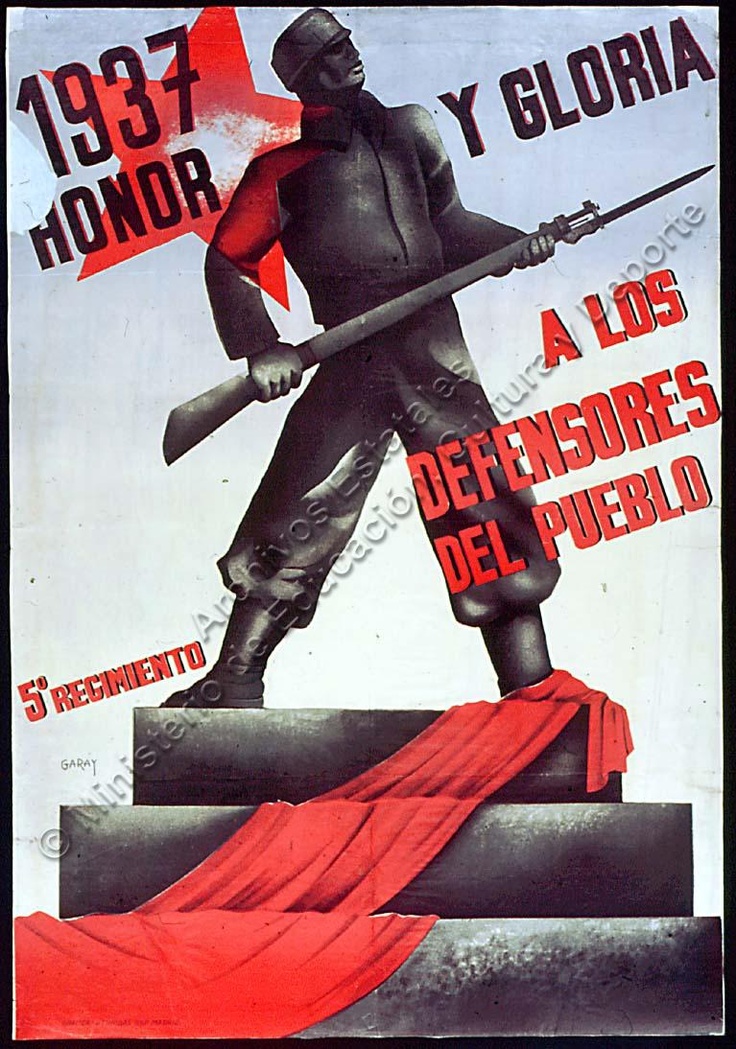 1937
HONOR
Y GLORIA
A LOS
DEFENSORES
DEL PUEBLO
5º REGIMIENTO
GARAY
Archivos Estatales
© Ministerio de Educación, Cultura y Deporte